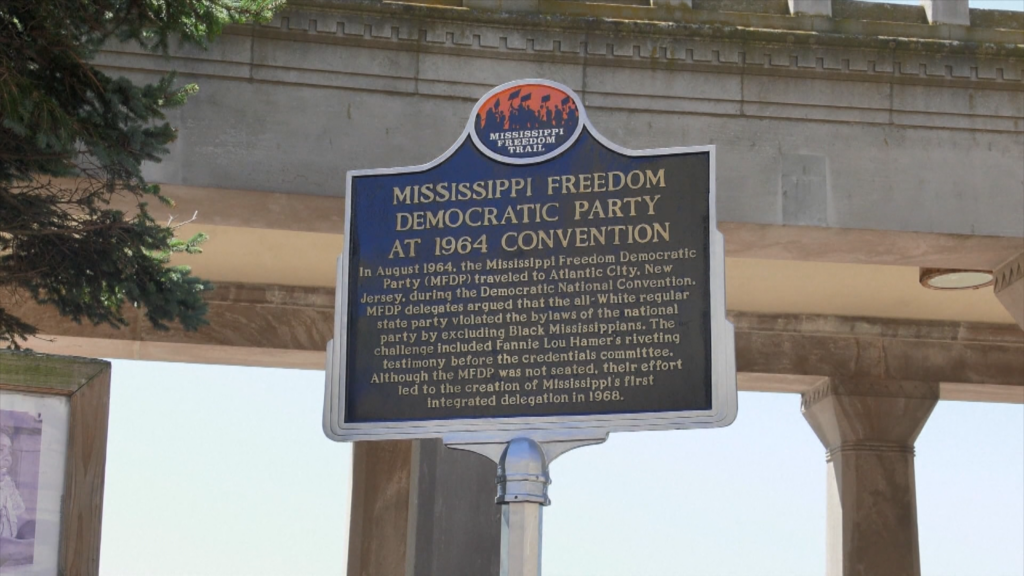 MISSISSIPPI
FREEDOM
TRAIL
MISSISSIPPI FREEDOM
DEMOCRATIC PARTY
AT 1964 CONVENTION
In August 1964, the Mississippi Freedom Democratic
Party (MFDP) traveled to Atlantic City, New
Jersey, during the Democratic National Convention.
MFDP delegates argued that the all-White regular
state party violated the bylaws of the national
party by excluding Black Mississippians. The
challenge included Fannie Lou Hamer's riveting
testimony before the credentials committee.
Although the MFDP was not seated, their effort
led to the creation of Mississippi's first
integrated delegation in 1968.